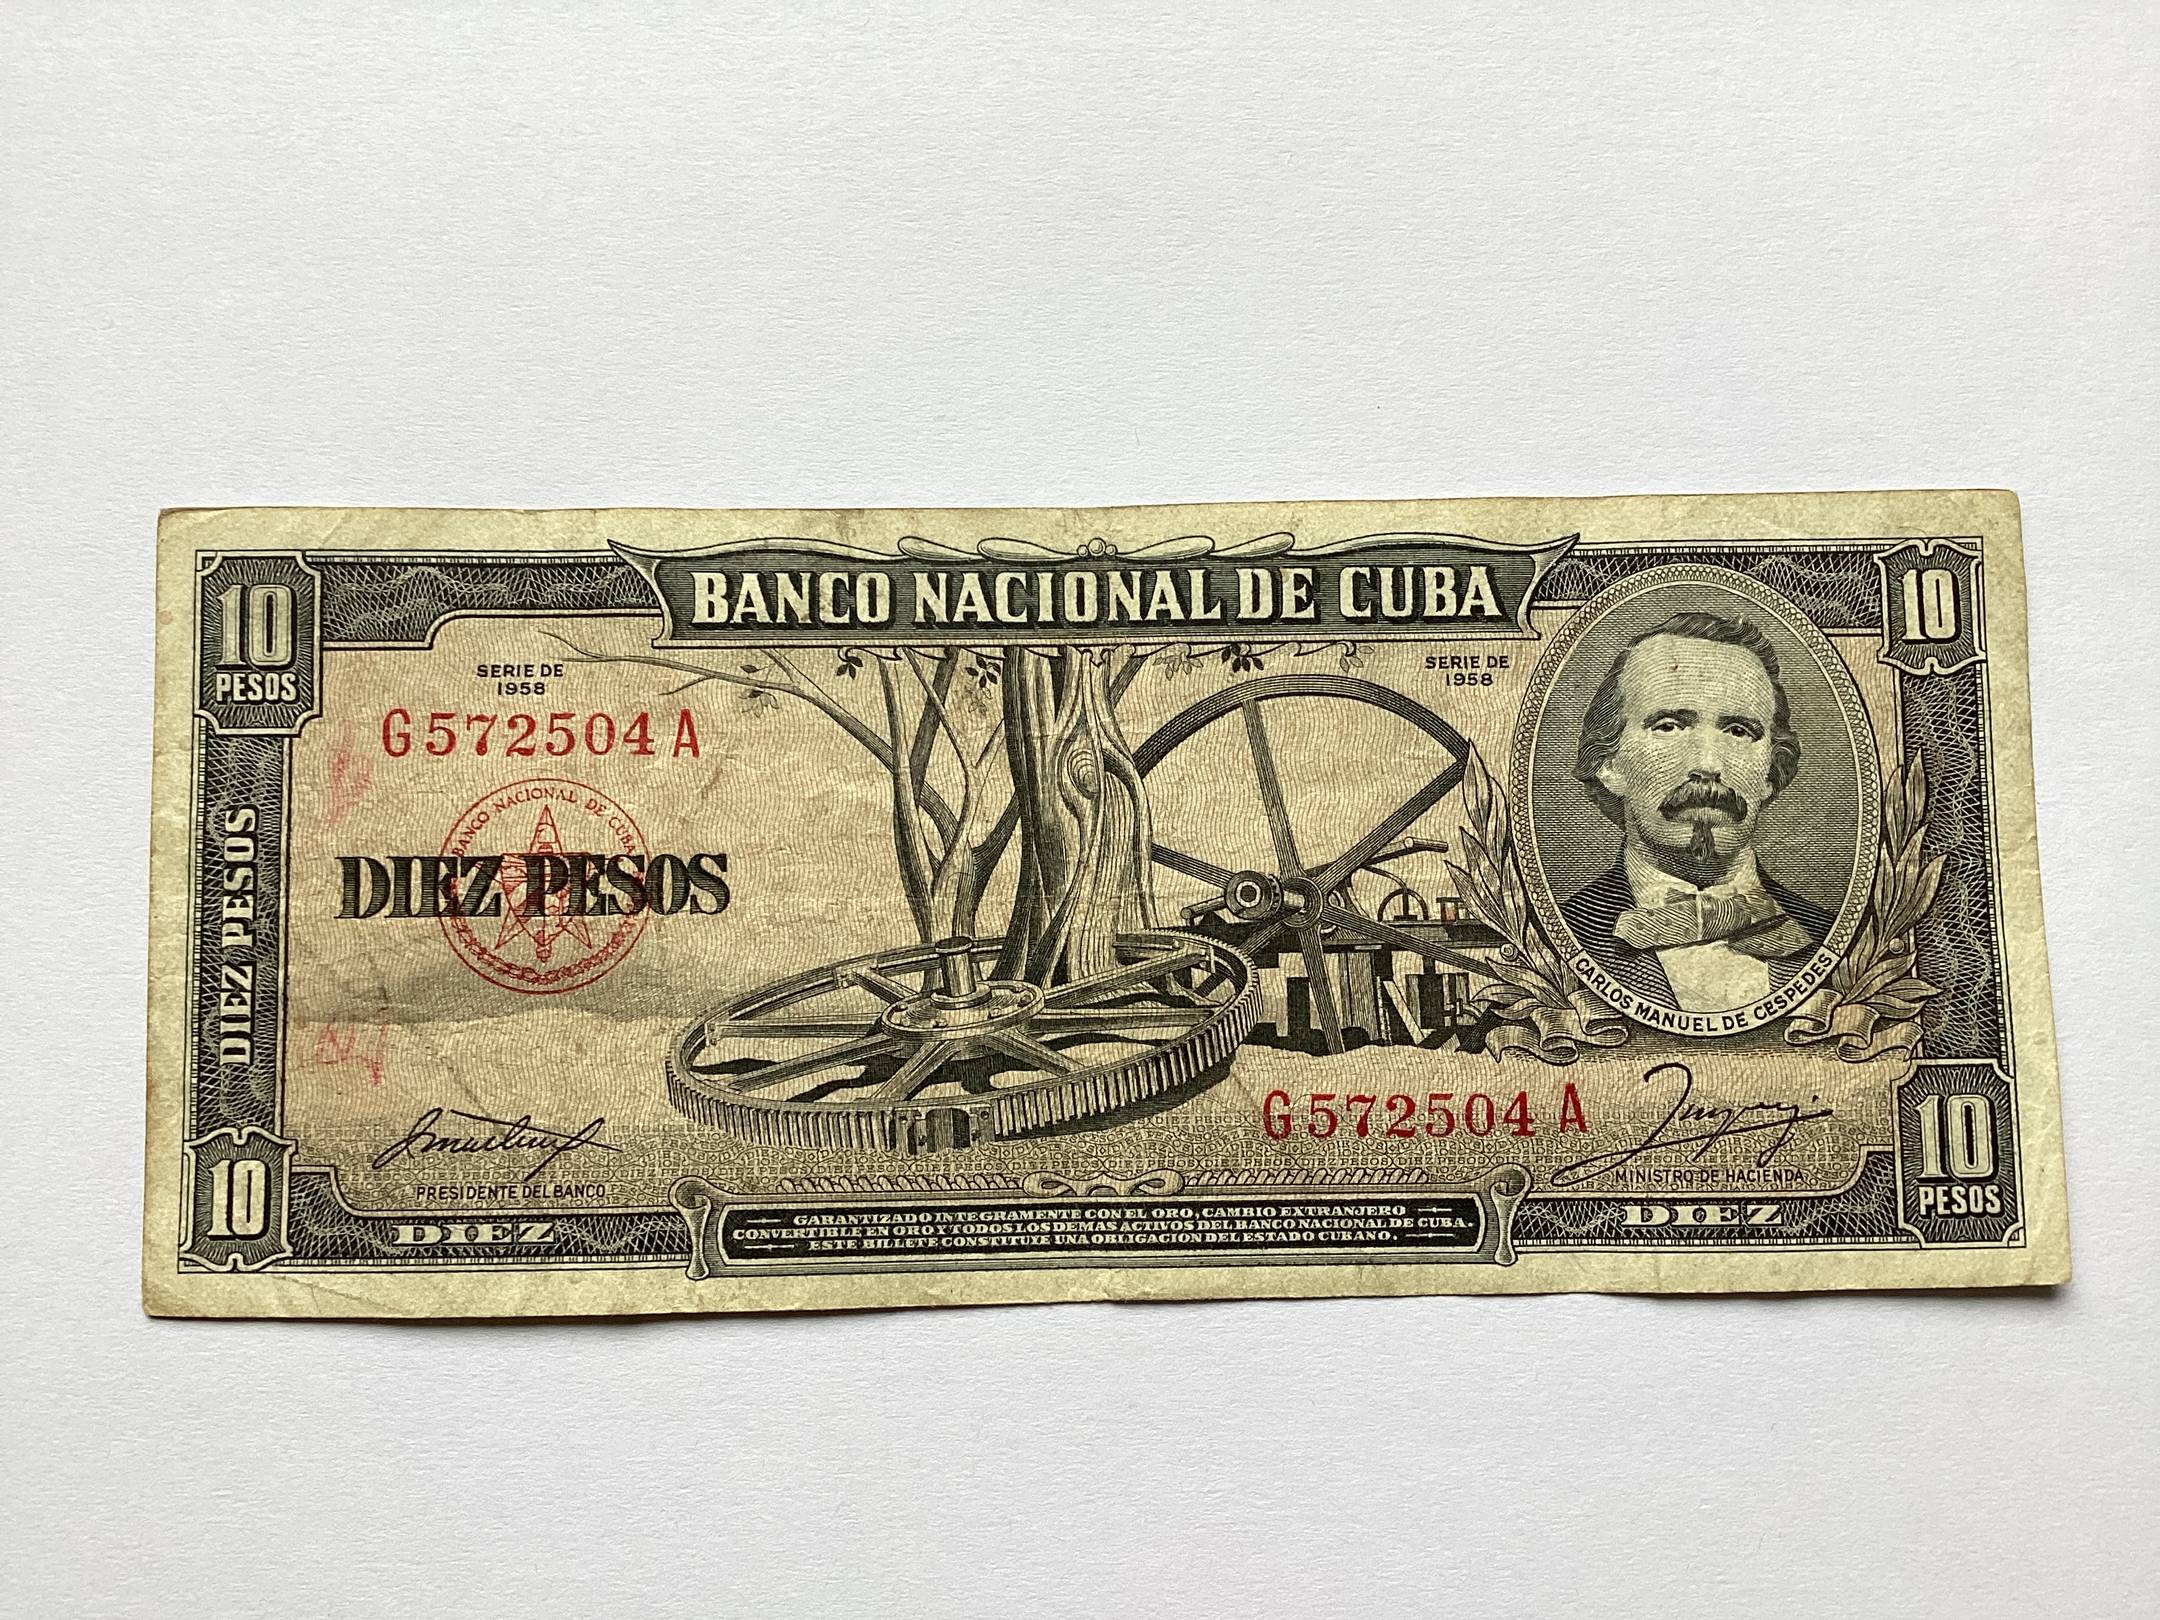 BANCO NACIONAL DE CUBA
10
PESOS
10
SERIE DE
1958
SERIE DE
1958
G572504A
BANCO NACIONAL DE CUBA
DIEZ PESOS
DIEZ PESOS
CARLOS MANUEL DE CESPEDES
G572504A
PRESIDENTE DEL BANCO
MINISTRO DE HACIENDA
10
DIEZ
GARANTIZADO INTEGRAMENTE CON EL ORO, CAMBIO EXTRANJERO
CONVERTIBLE EN ORO Y TODOS LOS DEMAS ACTIVOS DEL BANCO NACIONAL DE CUBA.
ESTE BILLETE CONSTITUYE UNA OBLIGACION DEL ESTADO CUBANO.
DIEZ
10
PESOS